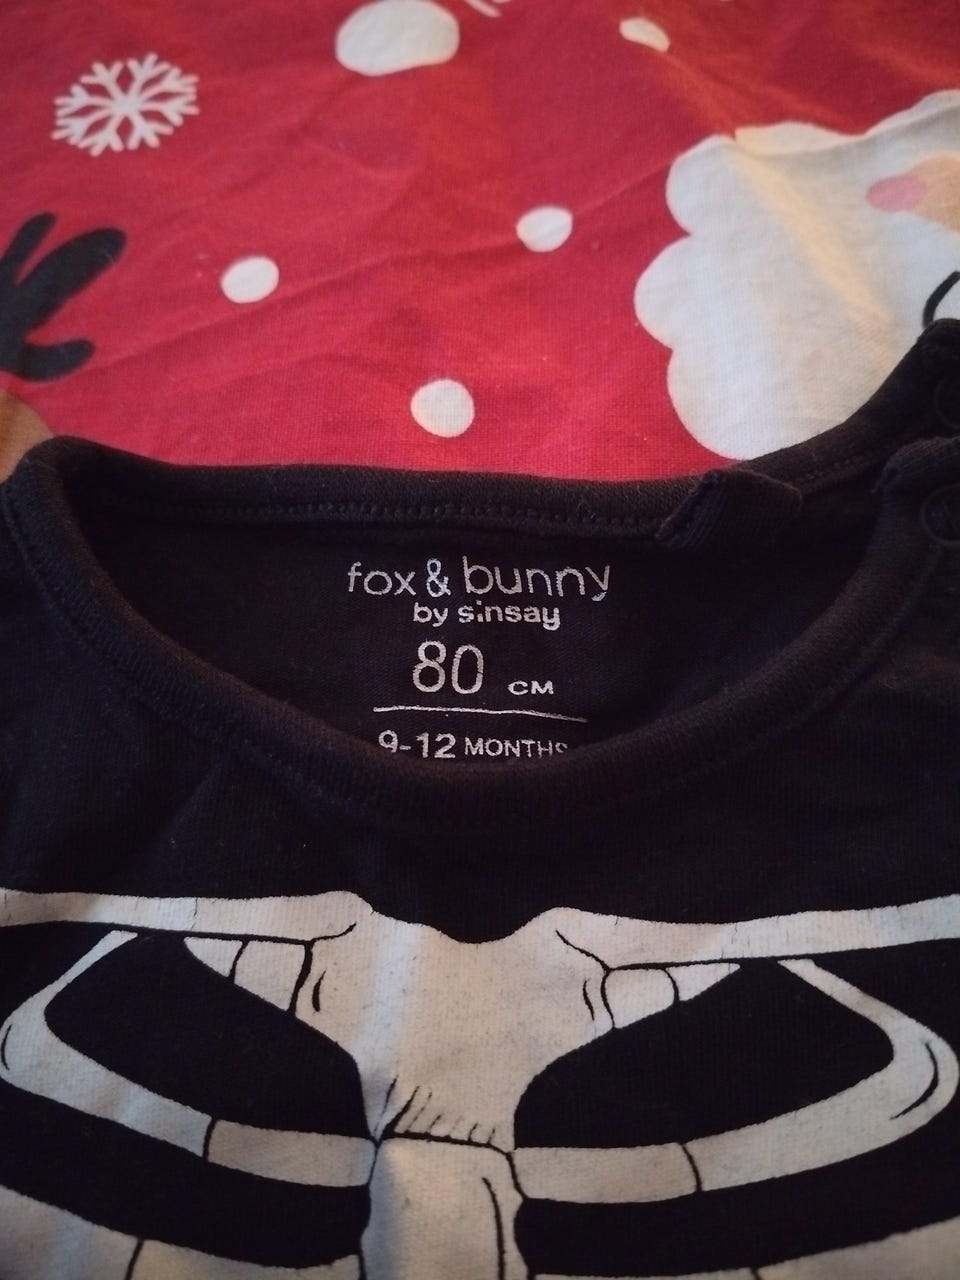 fox & bunny
by sinsay
80 CM
9-12 MONTHS